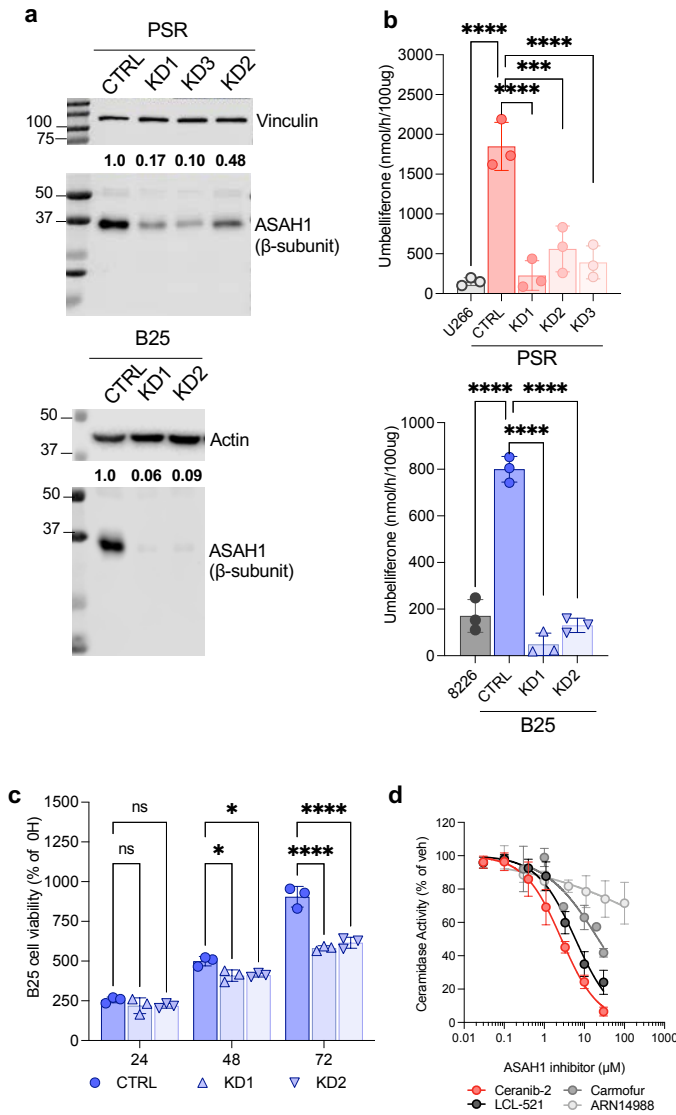 a
PSR
CTRL KD1 KD3 KD2
100
75
Vinculin
1.0 0.17 0.10 0.48
50
37
ASAH1
(β-subunit)
B25
CTRL KD1 KD2
50
37
Actin
1.0 0.06 0.09
50
37
ASAH1
(β-subunit)
b
**** ****
***
****
Umbelliferone (nmol/h/100ug)
3000
2500
2000
1500
1000
500
0
U266 CTRL KD1 KD2 KD3
PSR
**** ****
****
Umbelliferone (nmol/h/100ug)
1000
800
600
400
200
0
8226 CTRL KD1 KD2
B25
c
B25 cell viability (% of 0H)
1500
1250
1000
750
500
250
0
ns * ****
ns * ****
24 48 72
CTRL KD1 KD2
d
Ceramidase Activity (% of veh)
120
100
80
60
40
20
0
0.01 0.1 1 10 100 1000
ASAH1 inhibitor (µM)
Ceranib-2 Carmofur
LCL-521 ARN14988